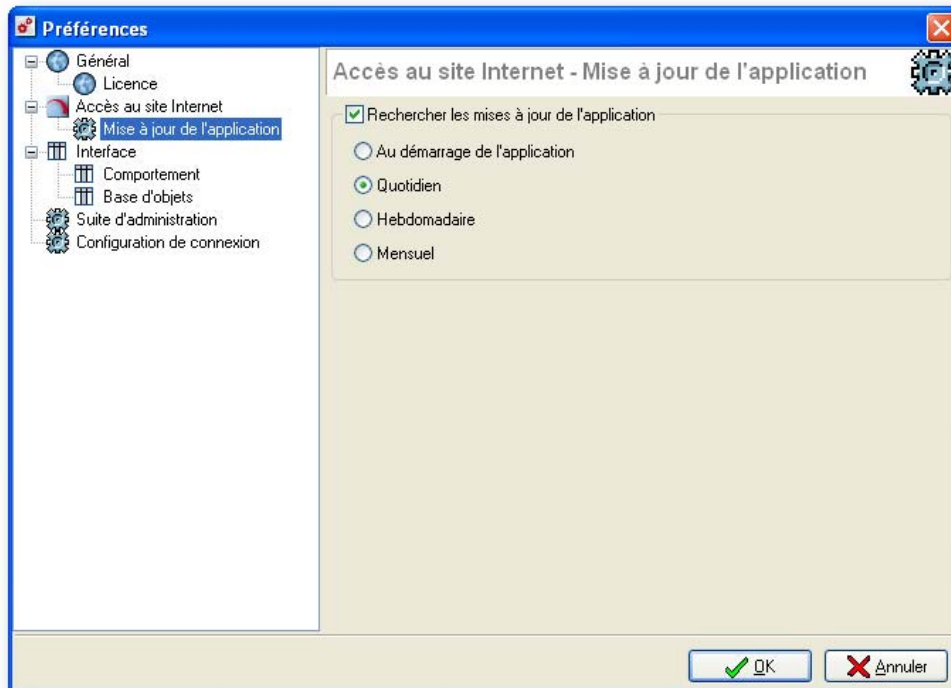 Préférences
Général
Licence
Accès au site Internet
Mise à jour de l'application
Interface
Comportement
Base d'objets
Suite d'administration
Configuration de connexion
Accès au site Internet - Mise à jour de l'application
Rechercher les mises à jour de l'application
Au démarrage de l'application
Quotidien
Hebdomadaire
Mensuel
OK
Annuler